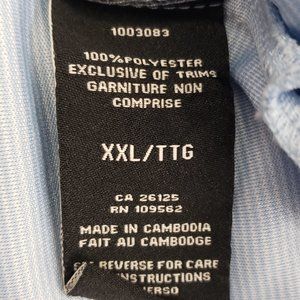 1003083
100% POLYESTER
EXCLUSIVE OF TRIMS
GARNITURE NON
COMPRISE
XXL/TTG
CA 26125
RN 109562
MADE IN CAMBODIA
FAIT AU CAMBODGE
REVERSE FOR CARE
INSTRUCTIONS
VERSO